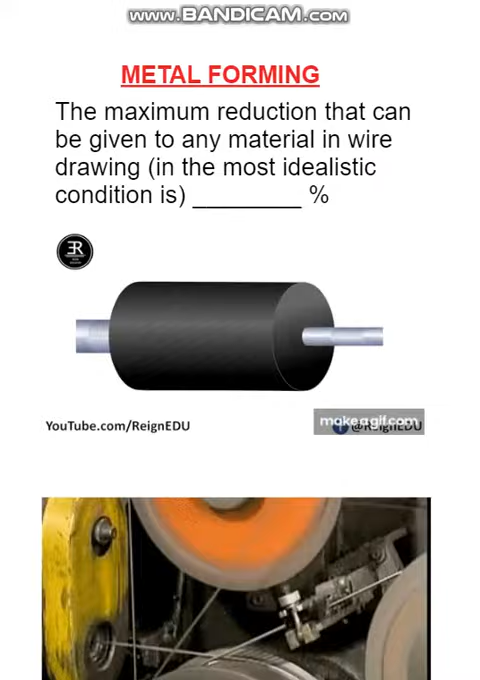 WWW.BANDICAM.COM
METAL FORMING
The maximum reduction that can
be given to any material in wire
drawing (in the most idealistic
condition is) ________ %
YouTube.com/ReignEDU
makeagif.com
@ReignEDU